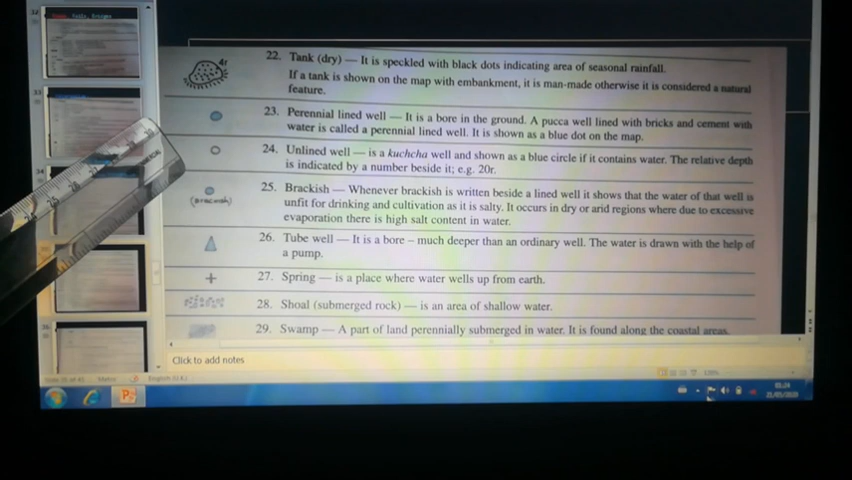 22. Tank (dry) — It is speckled with black dots indicating area of seasonal rainfall.
If a tank is shown on the map with embankment, it is man-made otherwise it is considered a natural
feature.
4r
23. Perennial lined well — It is a bore in the ground. A pucca well lined with bricks and cement with
water is called a perennial lined well. It is shown as a blue dot on the map.
24. Unlined well — is a kuchcha well and shown as a blue circle if it contains water. The relative depth
is indicated by a number beside it; e.g. 20r.
25. Brackish — Whenever brackish is written beside a lined well it shows that the water of that well is
unfit for drinking and cultivation as it is salty. It occurs in dry or arid regions where due to excessive
evaporation there is high salt content in water.
(Brackish)
26. Tube well — It is a bore – much deeper than an ordinary well. The water is drawn with the help of
a pump.
27. Spring — is a place where water wells up from earth.
28. Shoal (submerged rock) — is an area of shallow water.
29. Swamp — A part of land perennially submerged in water. It is found along the coastal areas.
Click to add notes